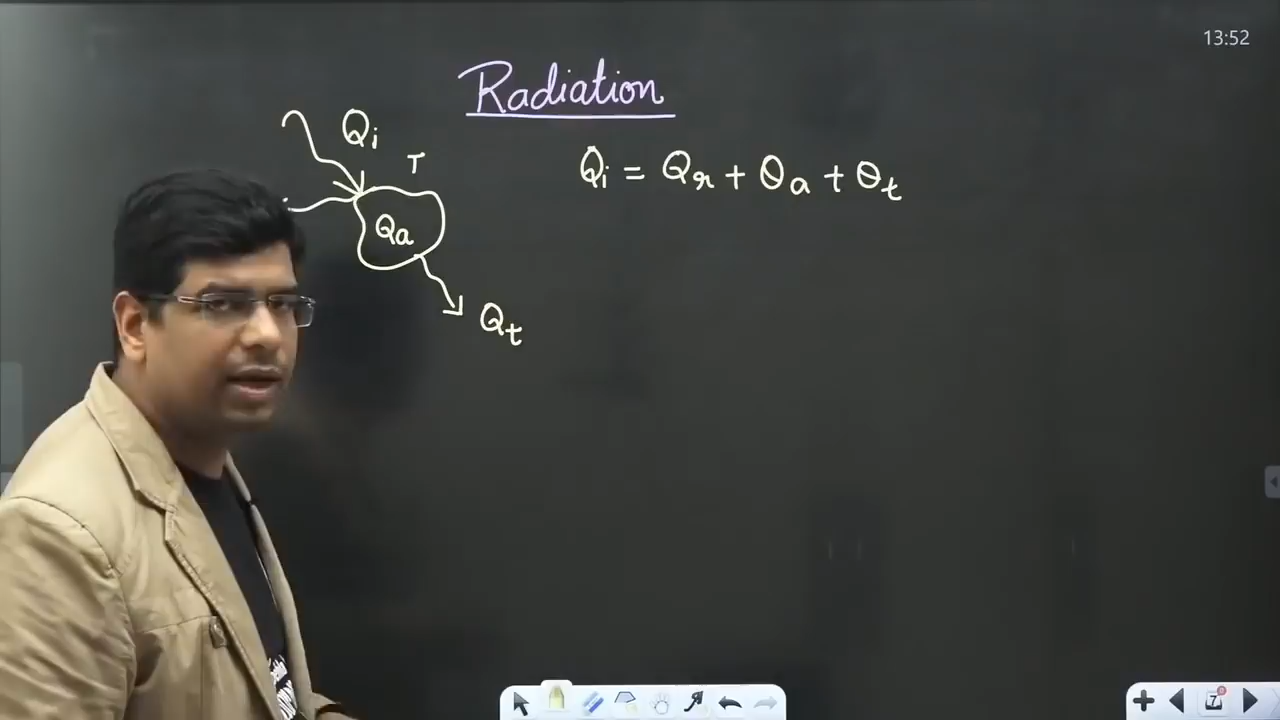 13:52
Radiation
Qi
T
Qi = Qr + Qa + Qt
Qa
Qt